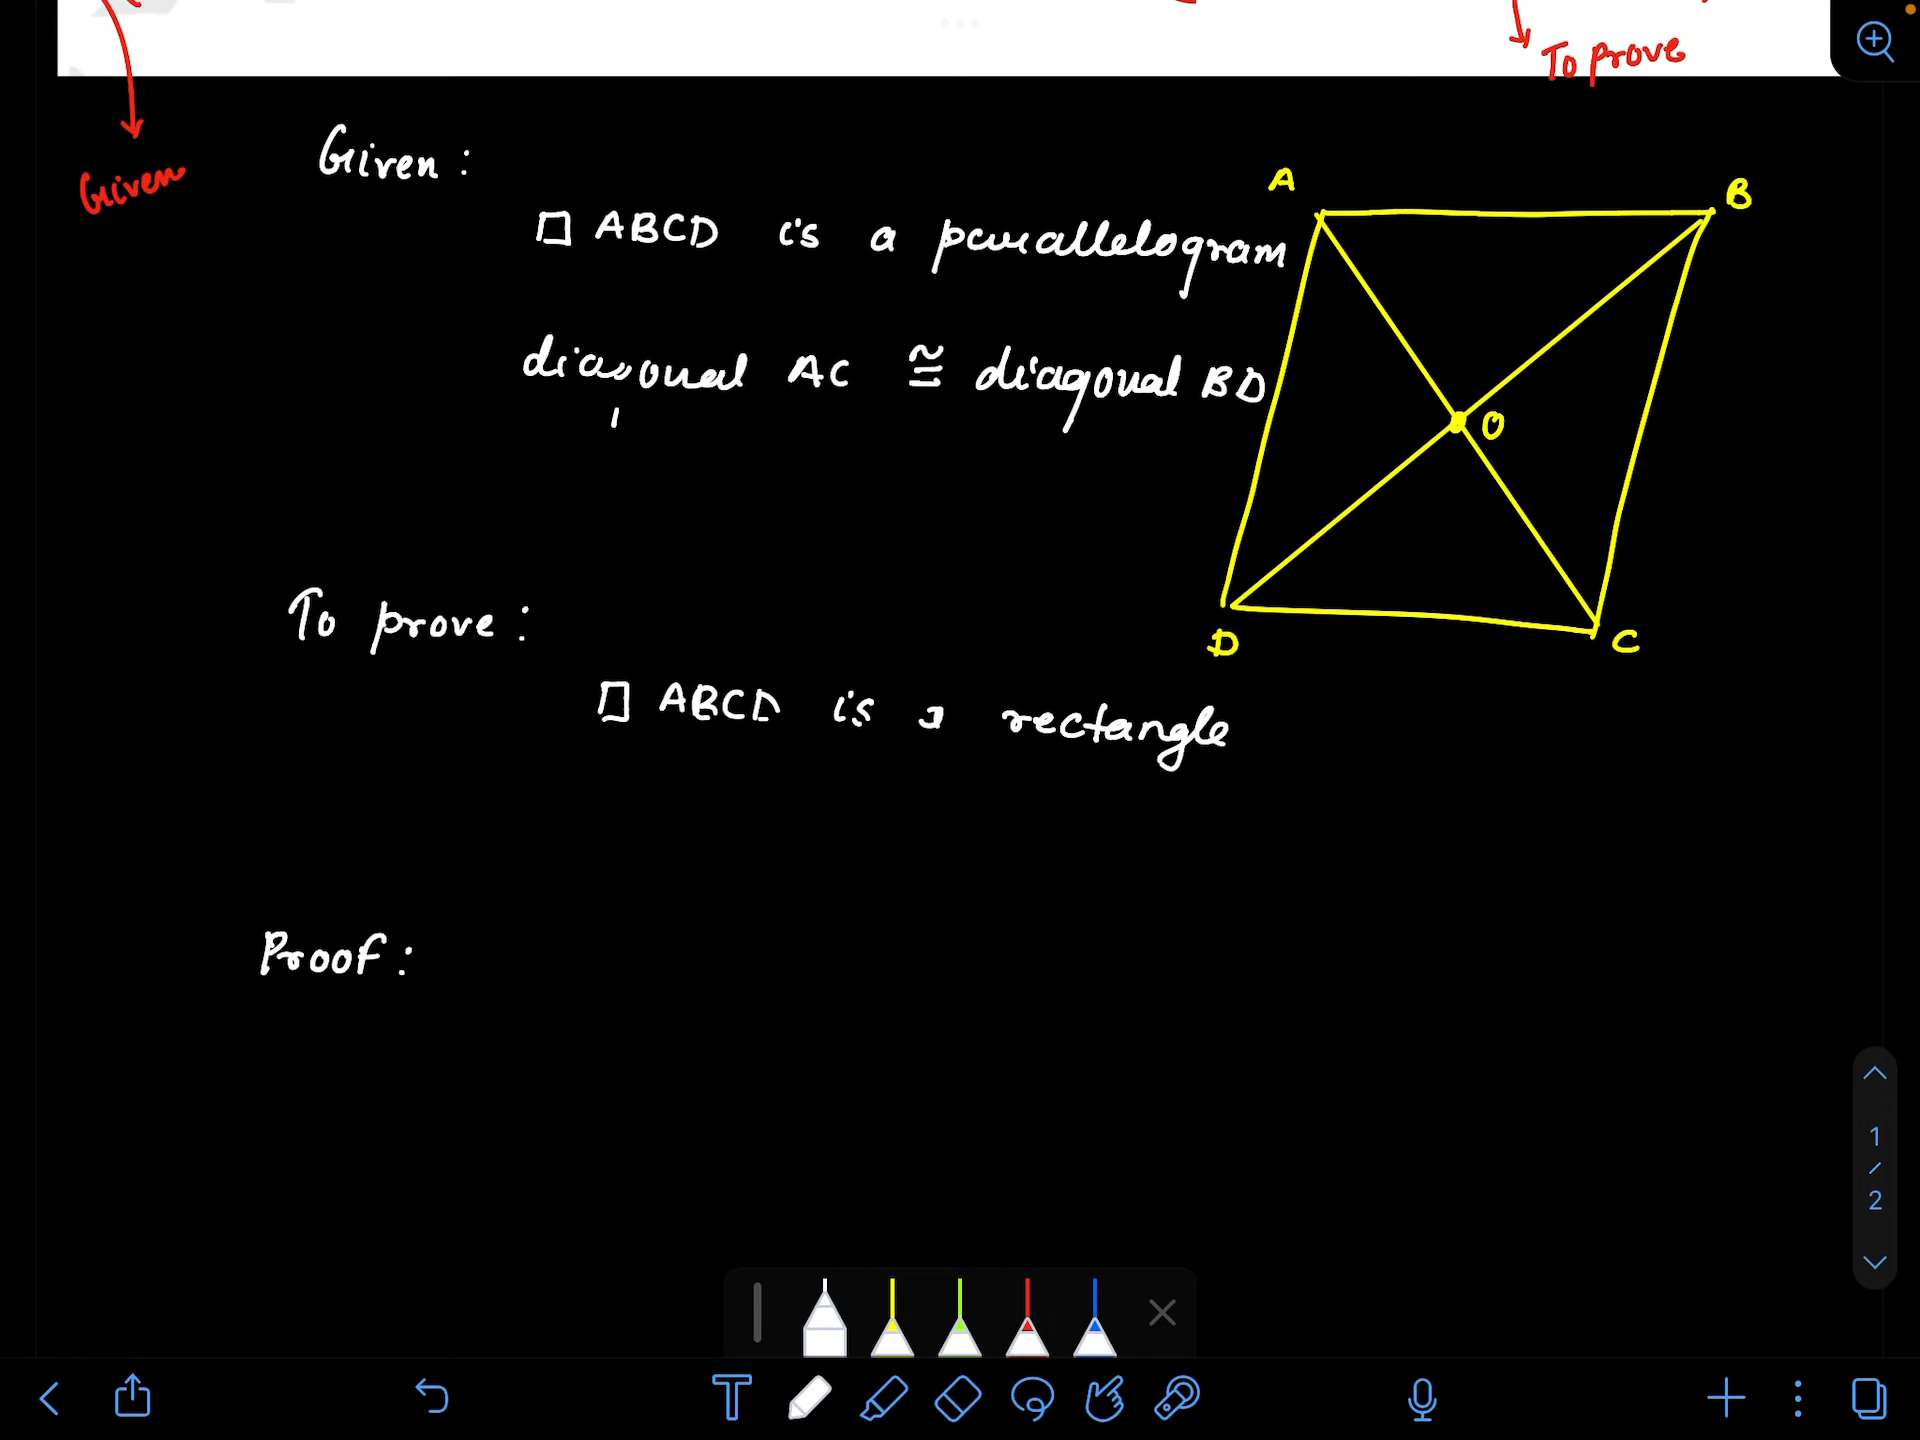 To prove
Given
Given :
□ ABCD is a parallelogram
diagonal AC ≅ diagonal BD
A
B
O
D
C
To prove :
□ ABCD is a rectangle
Proof :
1
/
2
T